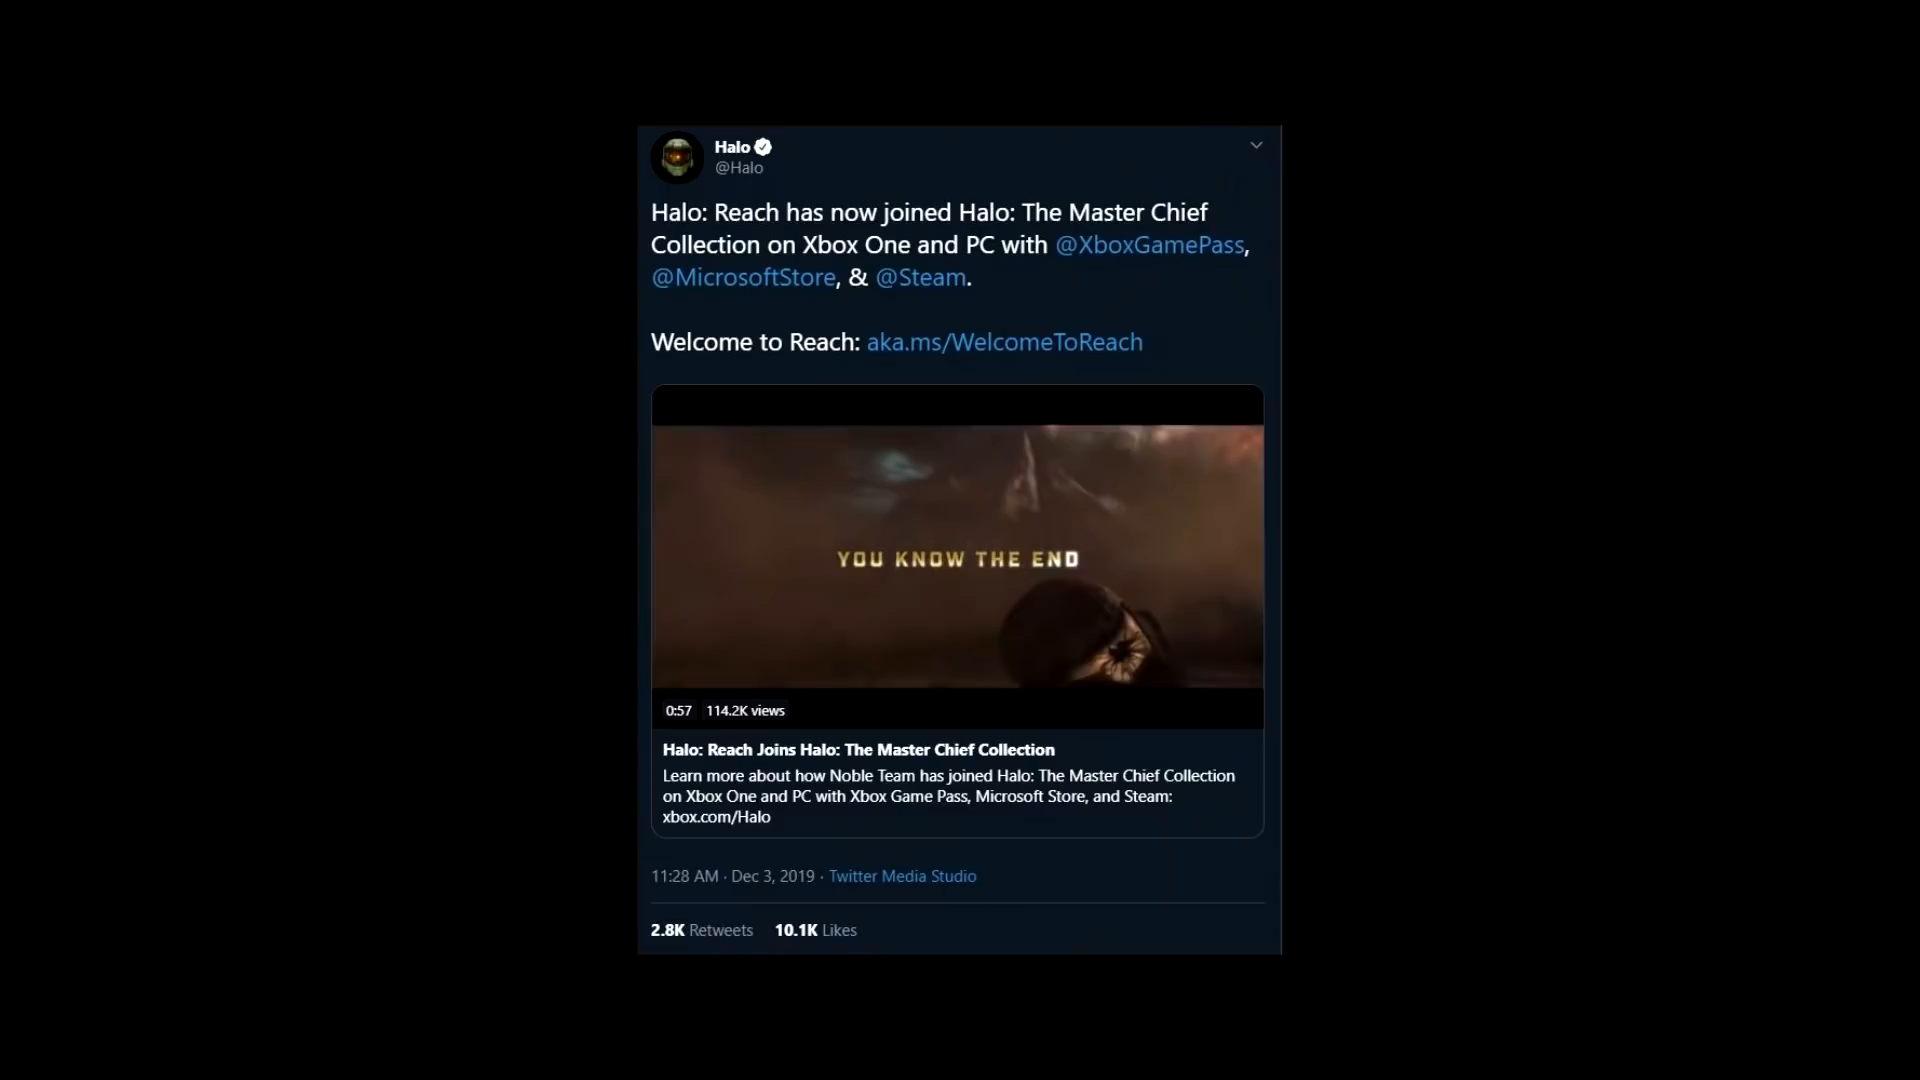 Halo
@Halo
Halo: Reach has now joined Halo: The Master Chief
Collection on Xbox One and PC with @XboxGamePass,
@MicrosoftStore, & @Steam.
Welcome to Reach: aka.ms/WelcomeToReach
YOU KNOW THE END
0:57 114.2K views
Halo: Reach Joins Halo: The Master Chief Collection
Learn more about how Noble Team has joined Halo: The Master Chief Collection
on Xbox One and PC with Xbox Game Pass, Microsoft Store, and Steam:
xbox.com/Halo
11:28 AM · Dec 3, 2019 · Twitter Media Studio
2.8K Retweets 10.1K Likes